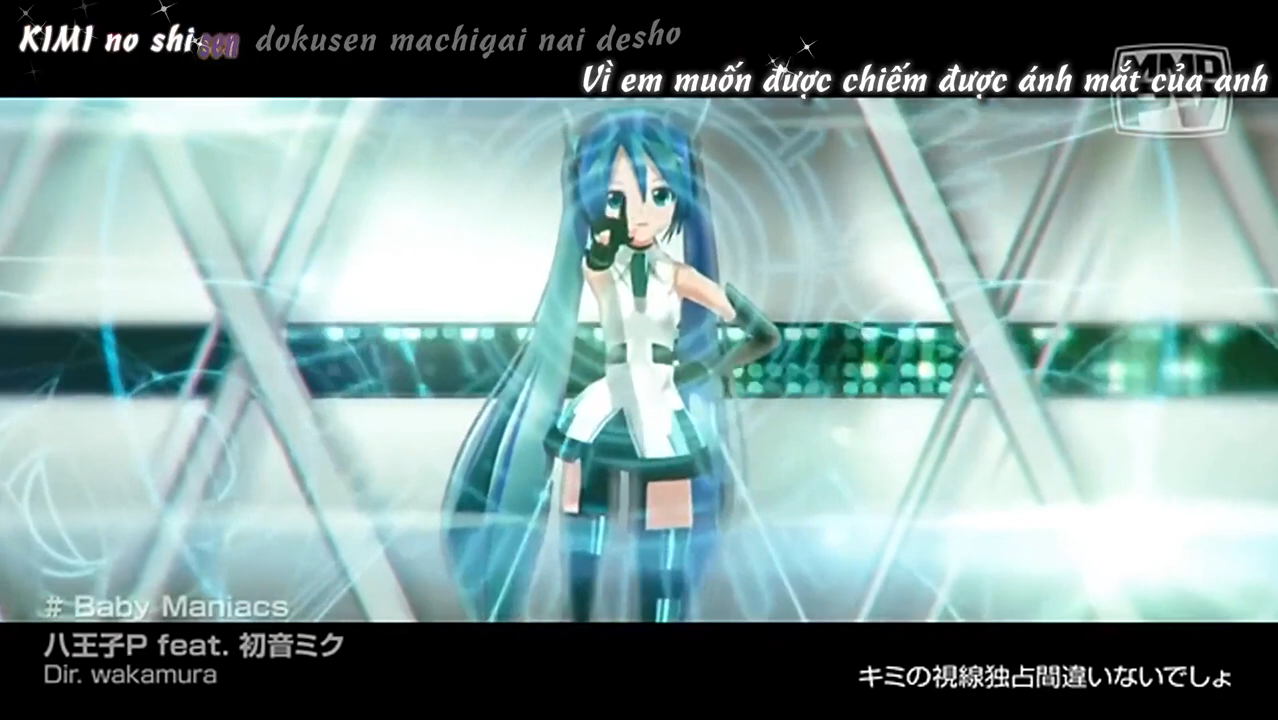 KIMI no shisen dokusen machigai nai desho
Vì em muốn được chiếm được ánh mắt của anh
# Baby Maniacs
八王子P feat. 初音ミク
Dir. wakamura
キミの視線独占間違いないでしょ